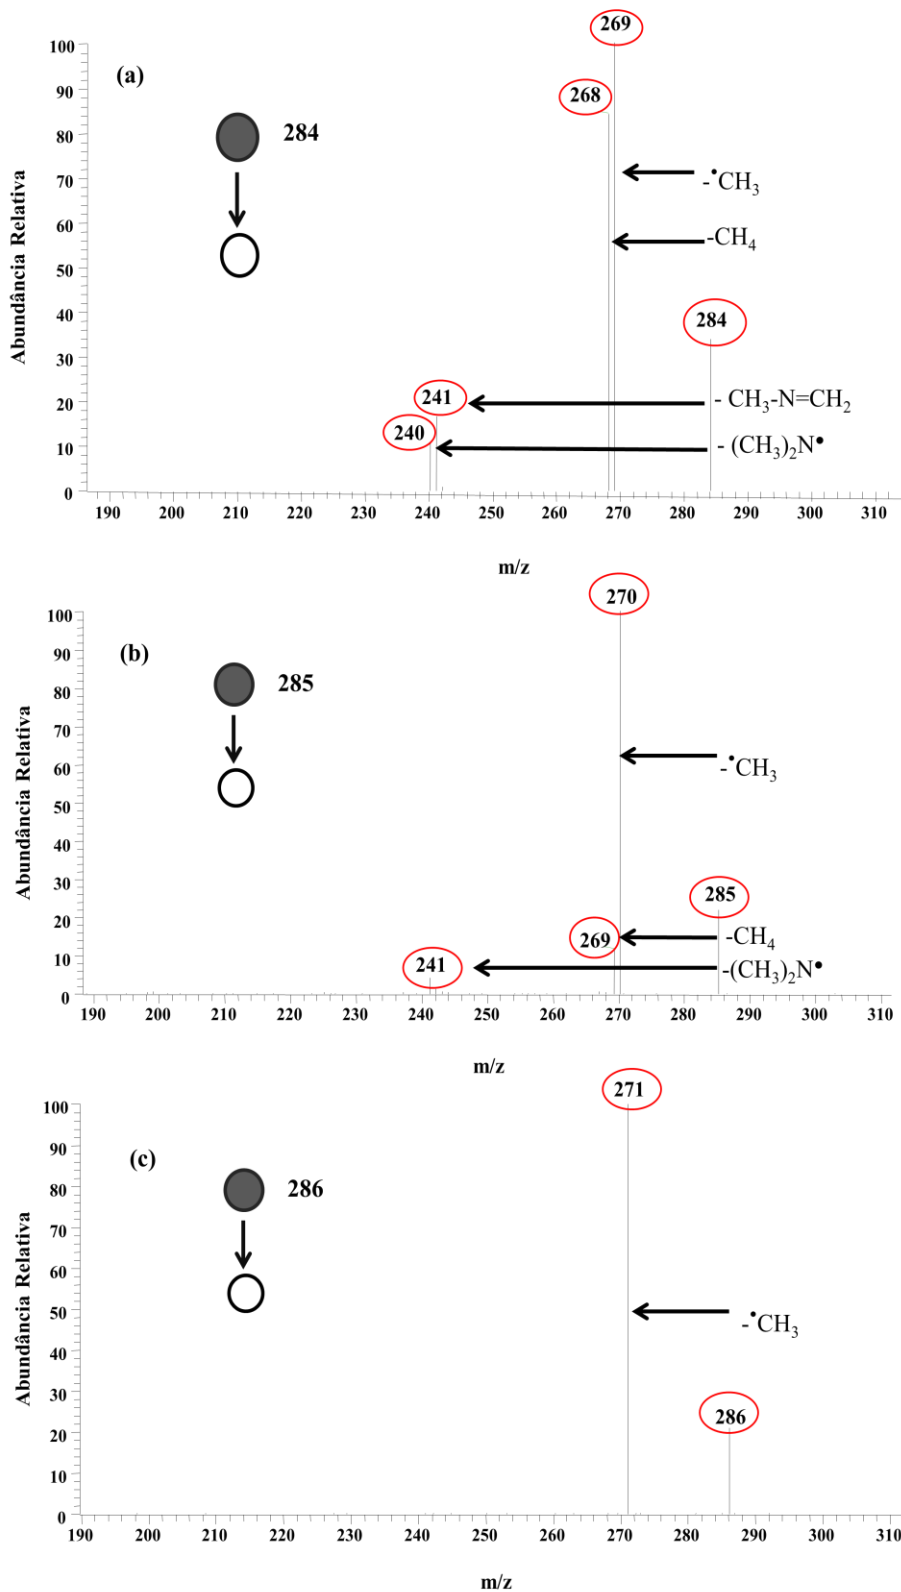 269
100
(a)
90
268
284
80
70
-•CH3
60
-CH4
50
40
284
30
241
- CH3-N=CH2
20
240
- (CH3)2N•
10
0
190 200 210 220 230 240 250 260 270 280 290 300 310
Abundância Relativa
m/z
270
100
(b)
90
285
80
70
60
-•CH3
50
40
30
285
20
269
-CH4
10
241
-(CH3)2N•
0
190 200 210 220 230 240 250 260 270 280 290 300 310
Abundância Relativa
m/z
271
100
(c)
90
286
80
70
60
50
-•CH3
40
30
286
20
10
0
190 200 210 220 230 240 250 260 270 280 290 300 310
Abundância Relativa
m/z